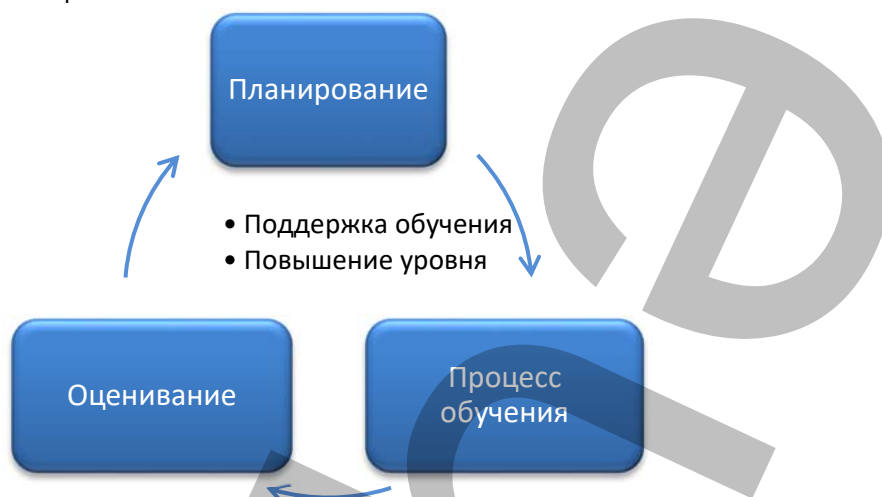 Планирование
• Поддержка обучения
• Повышение уровня
Оценивание
Процесс
обучения